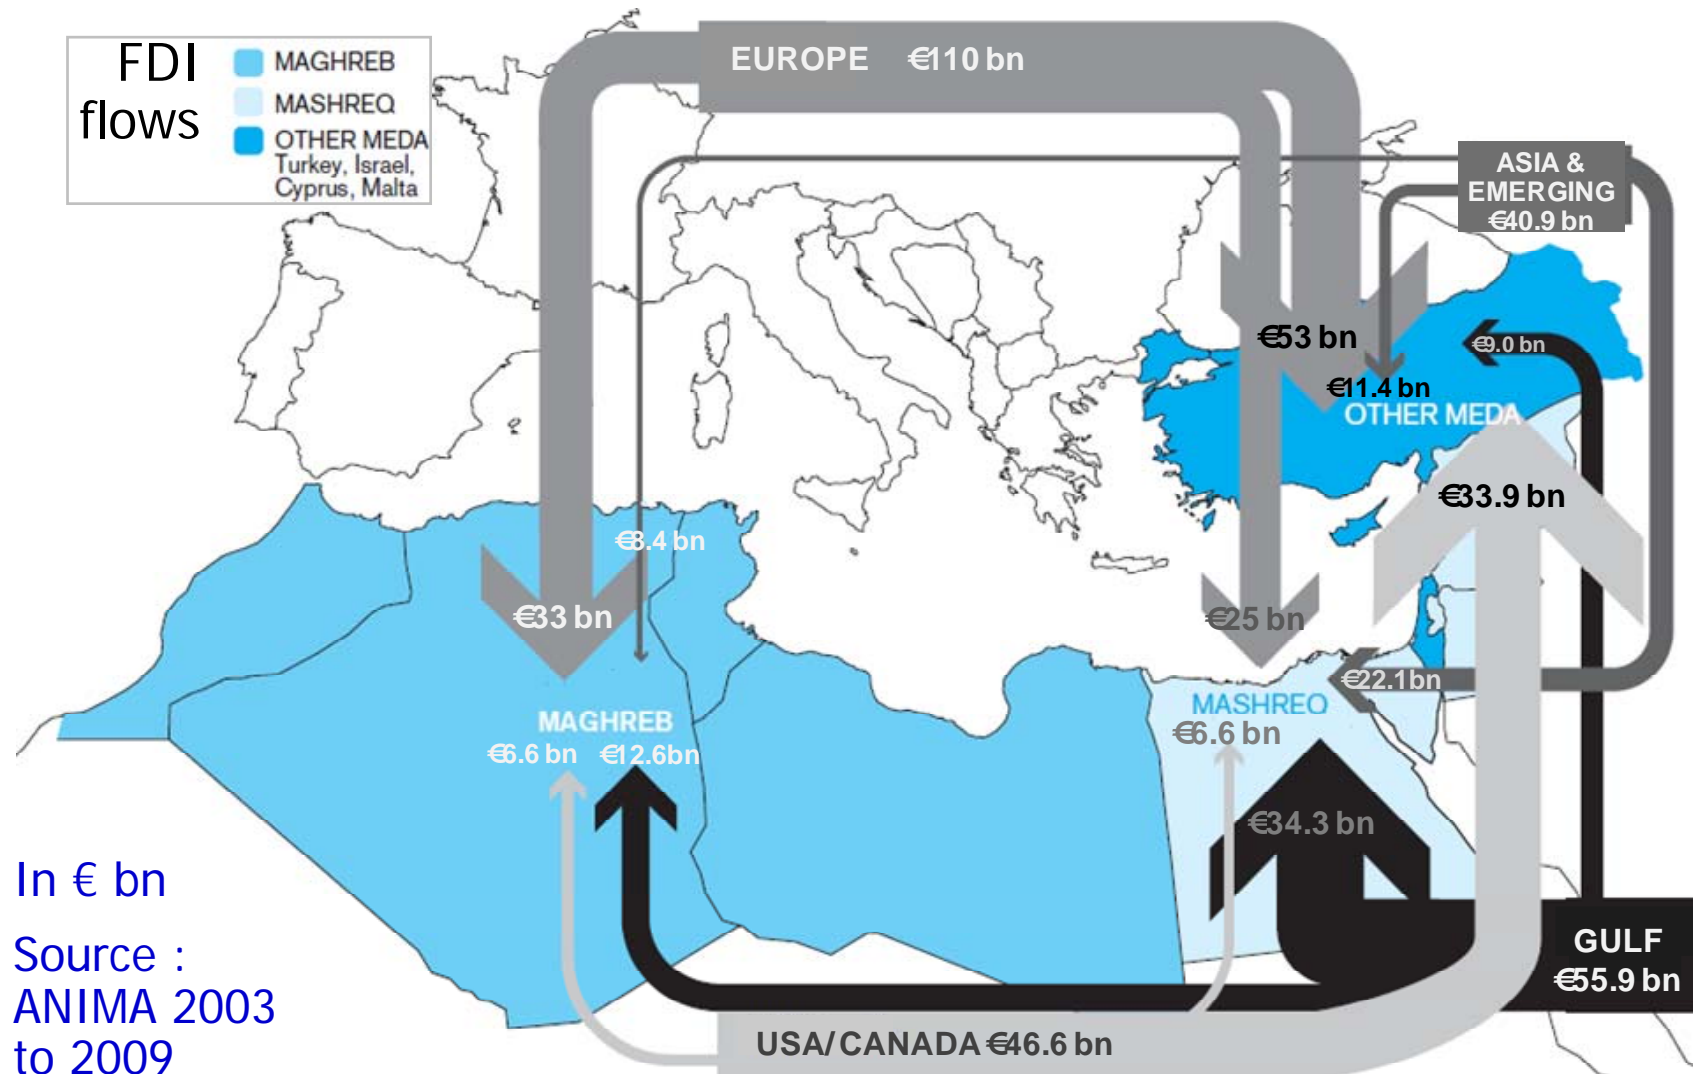 FDI
flows
MAGHREB
MASHREQ
OTHER MEDA
Turkey, Israel,
Cyprus, Malta
EUROPE €110 bn
ASIA &
EMERGING
€40.9 bn
€53 bn
€9.0 bn
€11.4 bn
OTHER MEDA
€33.9 bn
€3.4 bn
€33 bn
€25 bn
€22.1bn
MAGHREB
€6.6 bn €12.6bn
MASHREQ
€6.6 bn
€34.3 bn
In € bn
Source :
ANIMA 2003
to 2009
GULF
€55.9 bn
USA/CANADA €46.6 bn